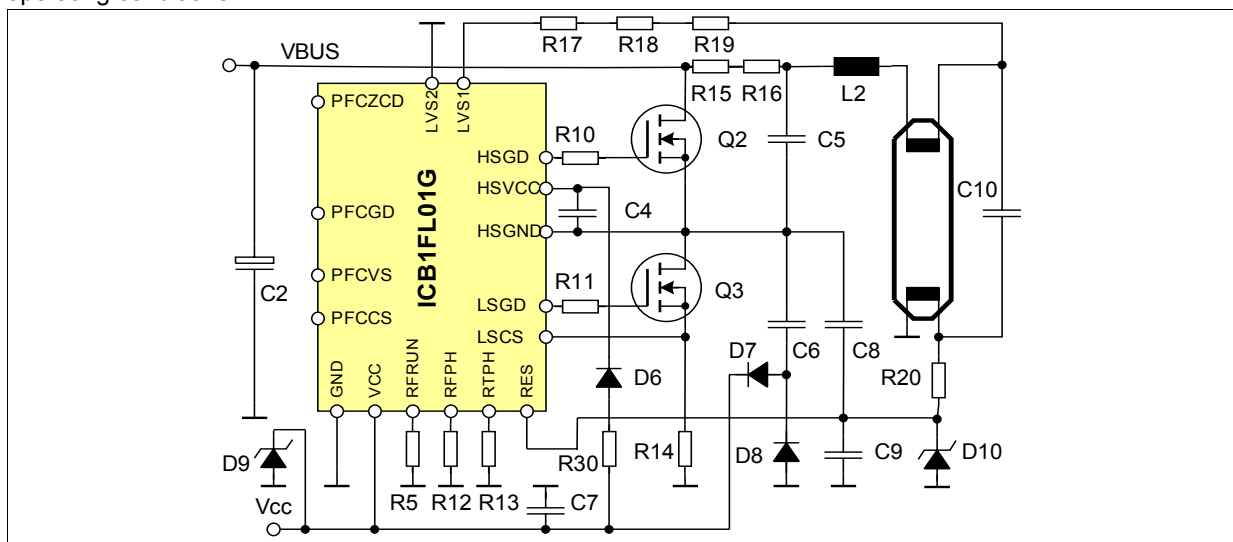 R17 R18 R19
VBUS
R15 R16 L2
PFCZCD LVS2 LVS1
R10 Q2 C5
HSGD
HSVCC C4 C10
PFCGD HSGND
ICB1FL01G
PFCVS R11 Q3
C2
PFCCS LSGD
LSCS
D7 C6 C8
GND VCC RFRUN RFPH RTPH RES D6 R20
D9 R30 R14 D8 C9 D10
R5 R12 R13 C7
Vcc